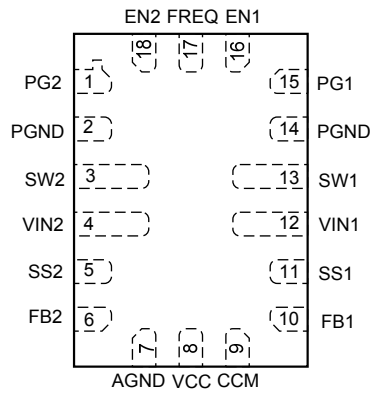 EN2 FREQ EN1
18 17 16
PG2 1 15 PG1
PGND 2 14 PGND
SW2 3 13 SW1
VIN2 4 12 VIN1
SS2 5 11 SS1
FB2 6 10 FB1
7 8 9
AGND VCC CCM